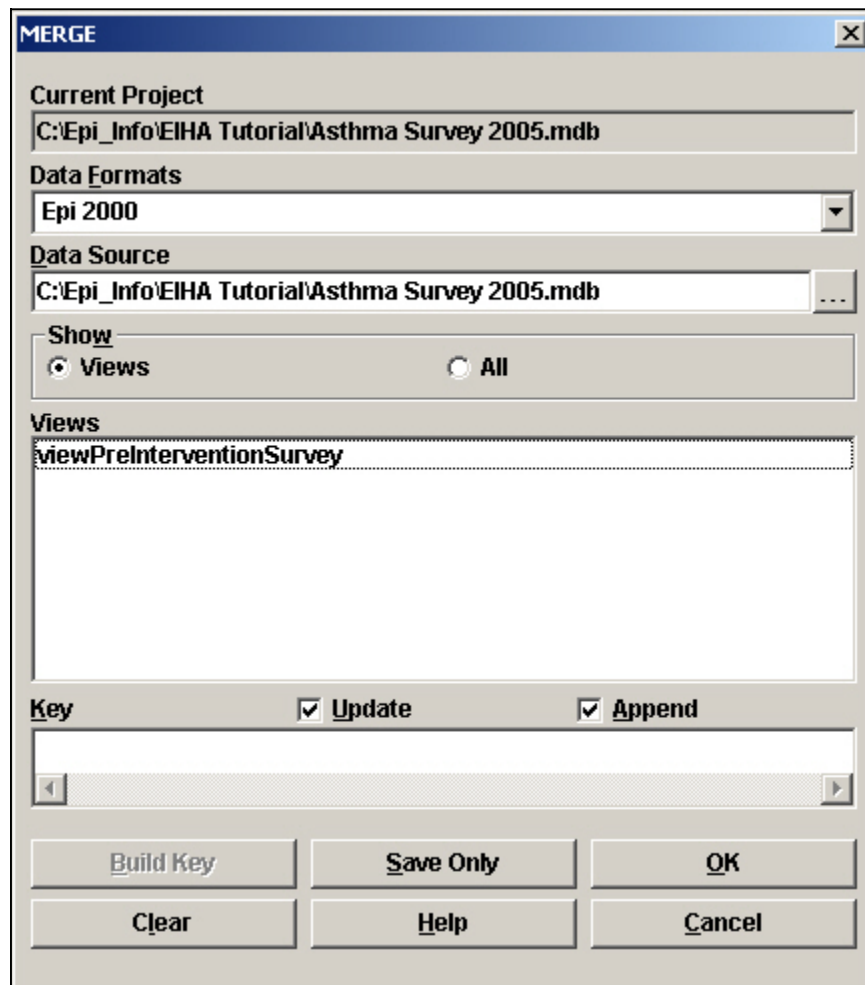 MERGE
Current Project
C:\Epi_Info\EIHA Tutorial\Asthma Survey 2005.mdb
Data Formats
Epi 2000
Data Source
C:\Epi_Info\EIHA Tutorial\Asthma Survey 2005.mdb
...
Show
Views All
Views
viewPreInterventionSurvey
Key Update Append
Build Key Save Only OK
Clear Help Cancel